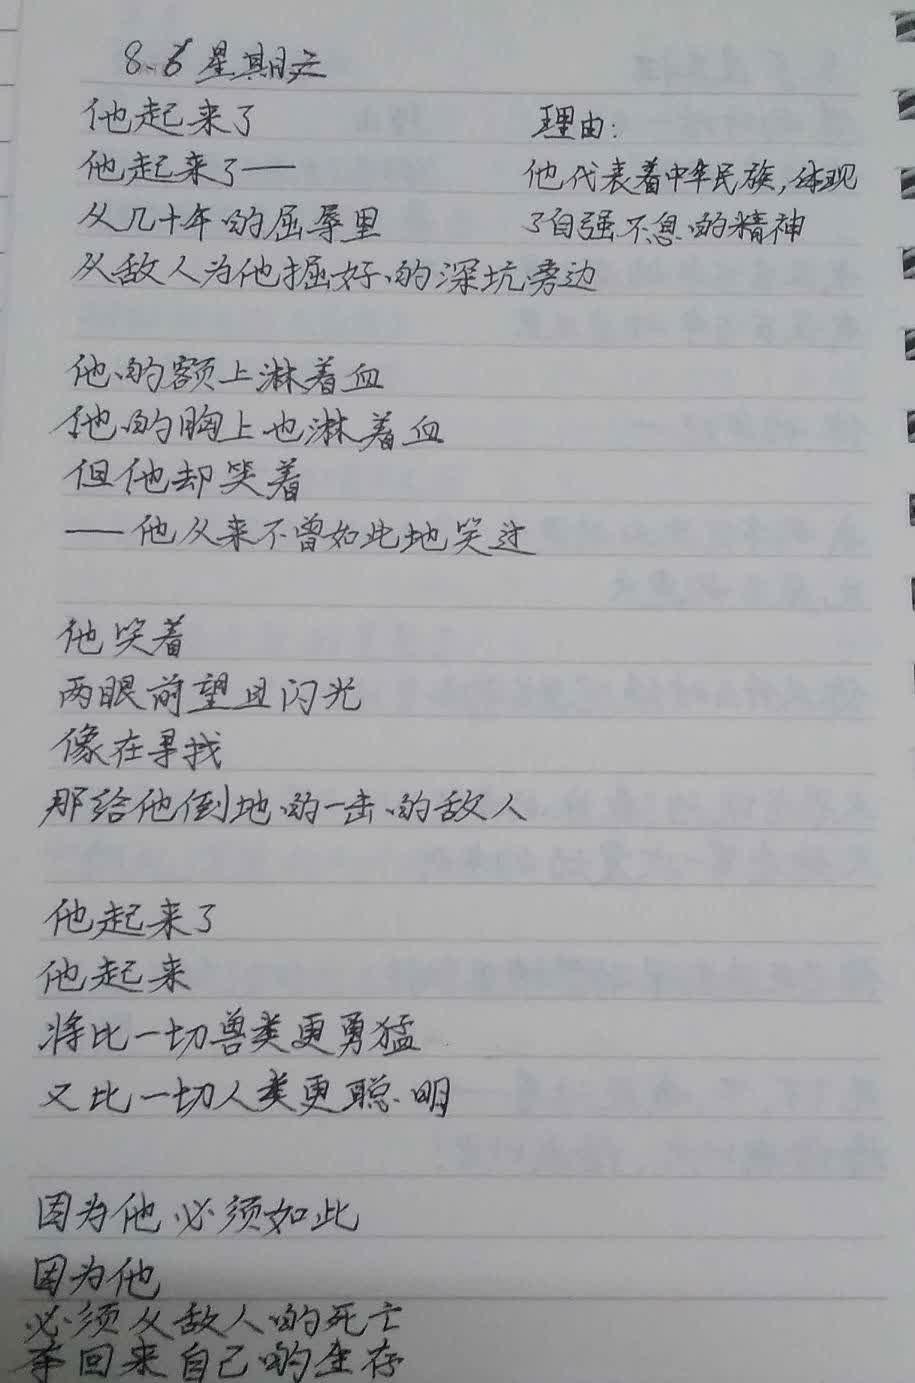 8.6 星期六
他起来了
他起来了——
从几十年的屈辱里
从敌人为他掘好的深坑旁边
理由:
他代表着中华民族,体现
了自强不息的精神
他的额上淋着血
他的胸上也淋着血
但他却笑着
——他从来不曾如此地笑过
他笑着
两眼前望且闪光
像在寻找
那给他倒地的一击的敌人
他起来了
他起来
将比一切兽类更勇猛
又比一切人类更聪明
因为他必须如此
因为他
必须从敌人的死亡
夺回来自己的生存